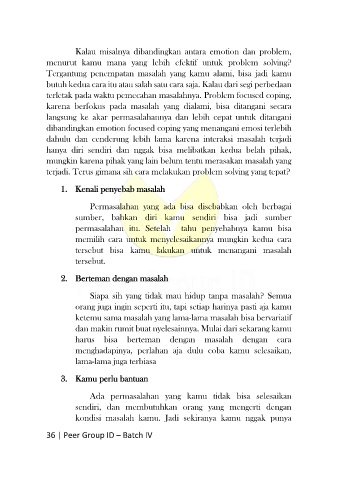 Kalau misalnya dibandingkan antara emotion dan problem,
menurut kamu mana yang lebih efektif untuk problem solving?
Tergantung penempatan masalah yang kamu alami, bisa jadi kamu
butuh kedua cara itu atau salah satu cara saja. Kalau dari segi perbedaan
terletak pada waktu pemecahan masalahnya. Problem focused coping,
karena berfokus pada masalah yang dialami, bisa ditangani secara
langsung ke akar permasalahannya dan lebih cepat untuk ditangani
dibandingkan emotion focused coping yang menangani emosi terlebih
dahulu dan cenderung lebih lama karena interaksi masalah terjadi
hanya diri sendiri dan nggak bisa melibatkan kedua belah pihak,
mungkin karena pihak yang lain belum tentu merasakan masalah yang
terjadi. Terus gimana sih cara melakukan problem solving yang tepat?
1. Kenali penyebab masalah
Permasalahan yang ada bisa disebabkan oleh berbagai
sumber, bahkan diri kamu sendiri bisa jadi sumber
permasalahan itu. Setelah tahu penyebabnya kamu bisa
memilih cara untuk menyelesaikannya mungkin kedua cara
tersebut bisa kamu lakukan untuk menangani masalah
tersebut.
2. Berteman dengan masalah
Siapa sih yang tidak mau hidup tanpa masalah? Semua
orang juga ingin seperti itu, tapi setiap harinya pasti aja kamu
ketemu sama masalah yang lama-lama masalah bisa bervariatif
dan makin rumit buat nyelesainnya. Mulai dari sekarang kamu
harus bisa berteman dengan masalah dengan cara
menghadapinya, perlahan aja dulu coba kamu selesaikan,
lama-lama juga terbiasa
3. Kamu perlu bantuan
Ada permasalahan yang kamu tidak bisa selesaikan
sendiri, dan membutuhkan orang yang mengerti dengan
kondisi masalah kamu. Jadi sekiranya kamu nggak punya
36 | Peer Group ID – Batch IV